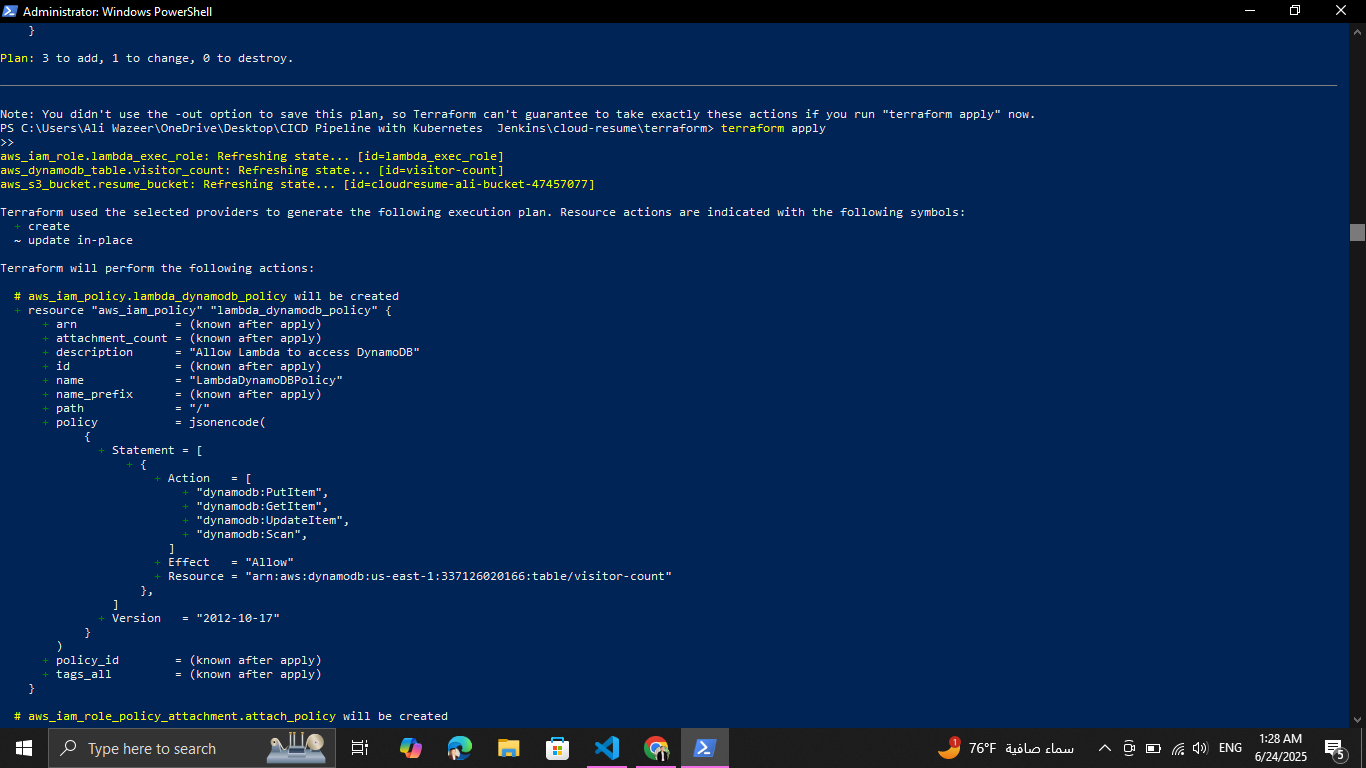 Administrator: Windows PowerShell
    }
Plan: 3 to add, 1 to change, 0 to destroy.
Note: You didn't use the -out option to save this plan, so Terraform can't guarantee to take exactly these actions if you run "terraform apply" now.
PS C:\Users\Ali Wazeer\OneDrive\Desktop\CICD Pipeline with Kubernetes  Jenkins\cloud-resume\terraform> terraform apply
>>
aws_iam_role.lambda_exec_role: Refreshing state... [id=lambda_exec_role]
aws_dynamodb_table.visitor_count: Refreshing state... [id=visitor-count]
aws_s3_bucket.resume_bucket: Refreshing state... [id=cloudresume-ali-bucket-47457077]
Terraform used the selected providers to generate the following execution plan. Resource actions are indicated with the following symbols:
  + create
  ~ update in-place
Terraform will perform the following actions:
  # aws_iam_policy.lambda_dynamodb_policy will be created
  + resource "aws_iam_policy" "lambda_dynamodb_policy" {
      + arn              = (known after apply)
      + attachment_count = (known after apply)
      + description      = "Allow Lambda to access DynamoDB"
      + id               = (known after apply)
      + name             = "LambdaDynamoDBPolicy"
      + name_prefix      = (known after apply)
      + path             = "/"
      + policy           = jsonencode(
            {
              + Statement = [
                  + {
                      + Action   = [
                          + "dynamodb:PutItem",
                          + "dynamodb:GetItem",
                          + "dynamodb:UpdateItem",
                          + "dynamodb:Scan",
                        ]
                      + Effect   = "Allow"
                      + Resource = "arn:aws:dynamodb:us-east-1:337126020166:table/visitor-count"
                    },
                ]
              + Version   = "2012-10-17"
            }
        )
      + policy_id        = (known after apply)
      + tags_all         = (known after apply)
    }
  # aws_iam_role_policy_attachment.attach_policy will be created
Type here to search
1
76°F سماء صافية
ENG
1:28 AM
6/24/2025
5